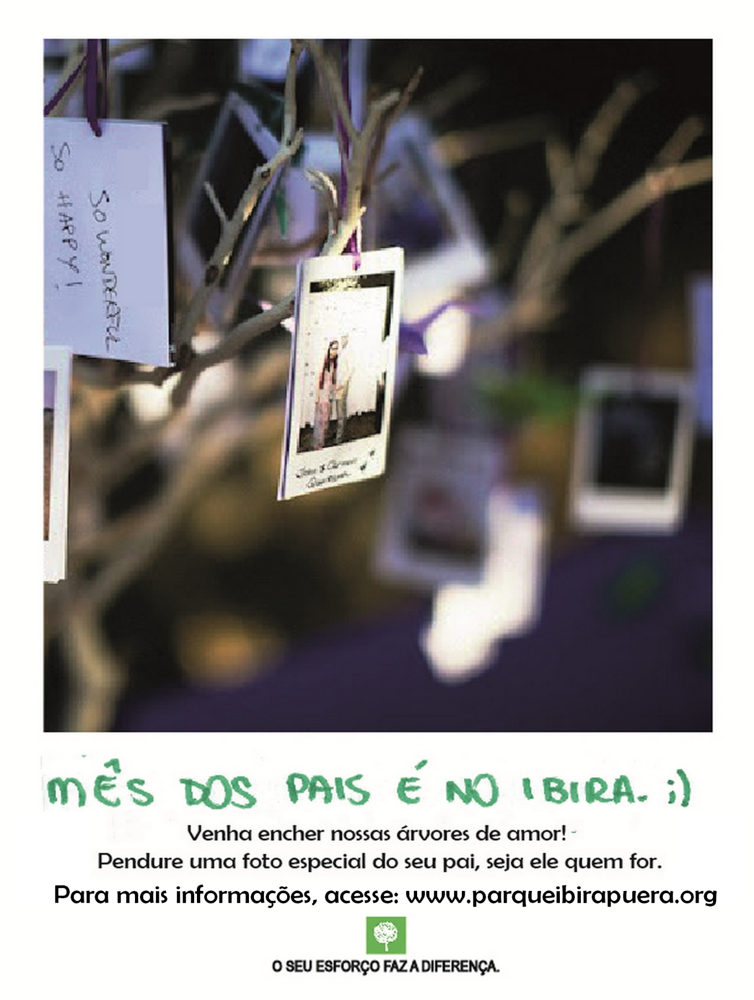 SO WONDERFUL
SO HAPPY!
MÊS DOS PAIS É NO IBIRA. ;)
Venha encher nossas árvores de amor!
Pendure uma foto especial do seu pai, seja ele quem for.
Para mais informações, acesse: www.parqueibirapuera.org
O SEU ESFORÇO FAZ A DIFERENÇA.